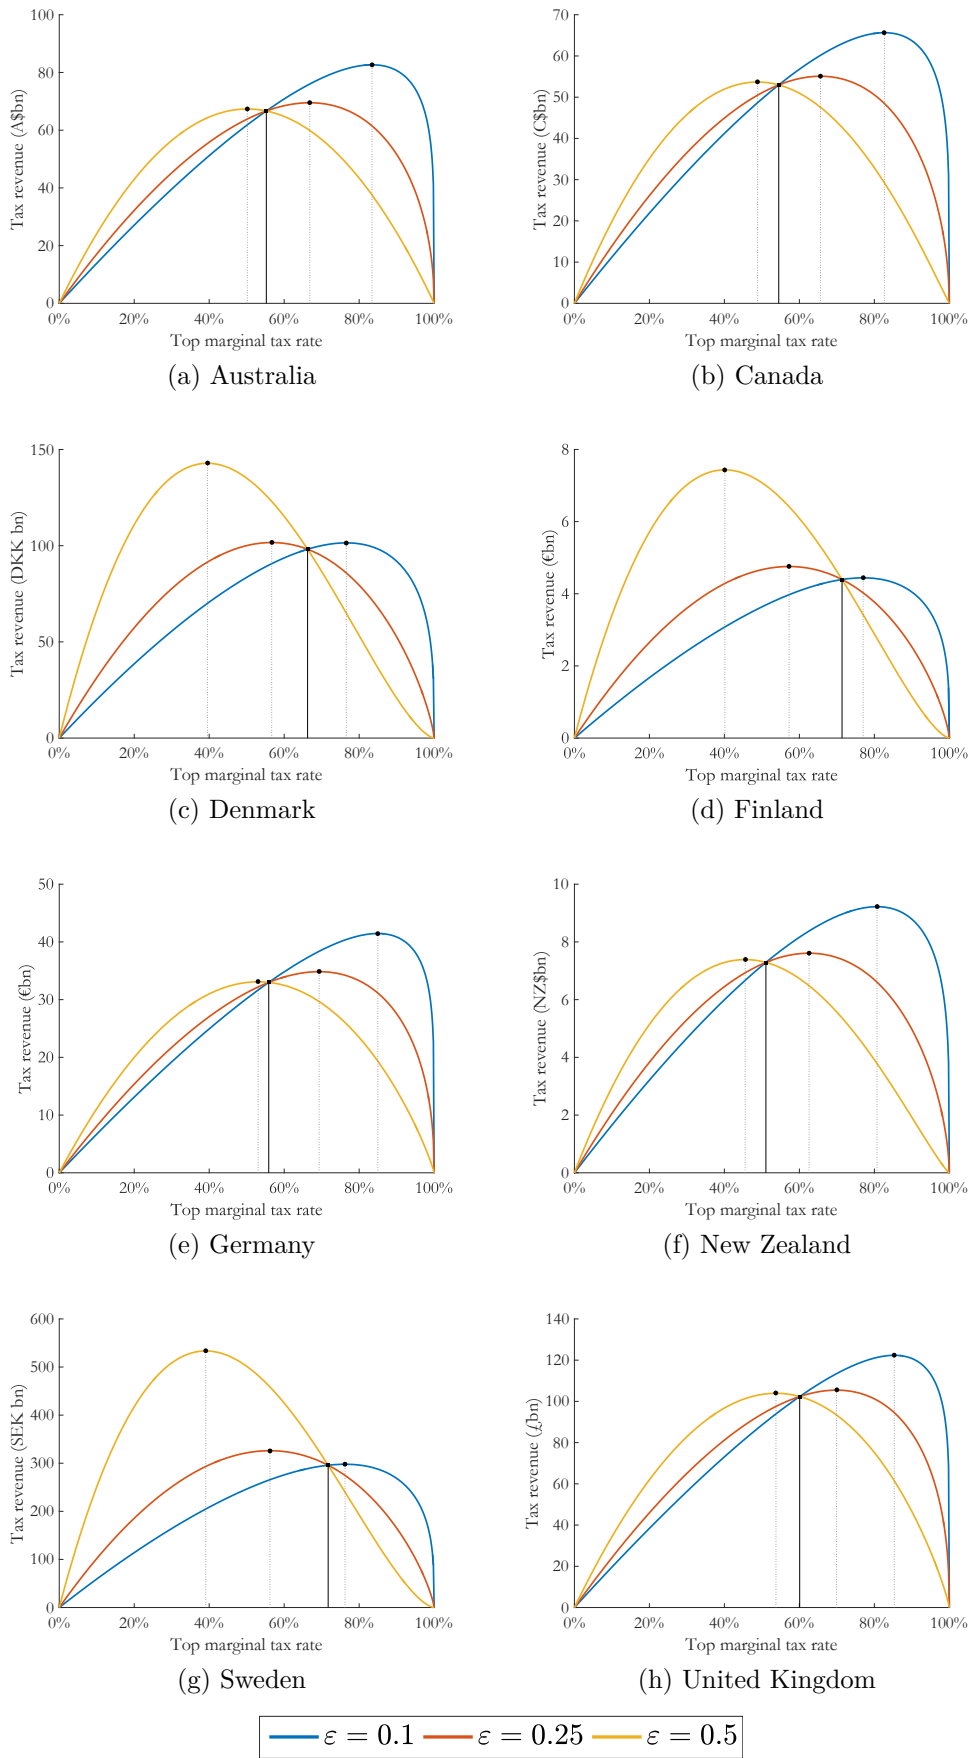 100
80
60
40
20
0
Tax revenue (A$bn)
0% 20% 40% 60% 80% 100%
Top marginal tax rate
(a) Australia
70
60
50
40
30
20
10
0
Tax revenue (C$bn)
0% 20% 40% 60% 80% 100%
Top marginal tax rate
(b) Canada
150
100
50
0
Tax revenue (DKK bn)
0% 20% 40% 60% 80% 100%
Top marginal tax rate
(c) Denmark
8
6
4
2
0
Tax revenue (€bn)
0% 20% 40% 60% 80% 100%
Top marginal tax rate
(d) Finland
50
40
30
20
10
0
Tax revenue (€bn)
0% 20% 40% 60% 80% 100%
Top marginal tax rate
(e) Germany
10
8
6
4
2
0
Tax revenue (NZ$bn)
0% 20% 40% 60% 80% 100%
Top marginal tax rate
(f) New Zealand
600
500
400
300
200
100
0
Tax revenue (SEK bn)
0% 20% 40% 60% 80% 100%
Top marginal tax rate
(g) Sweden
140
120
100
80
60
40
20
0
Tax revenue (£bn)
0% 20% 40% 60% 80% 100%
Top marginal tax rate
(h) United Kingdom
ε = 0.1 ε = 0.25 ε = 0.5